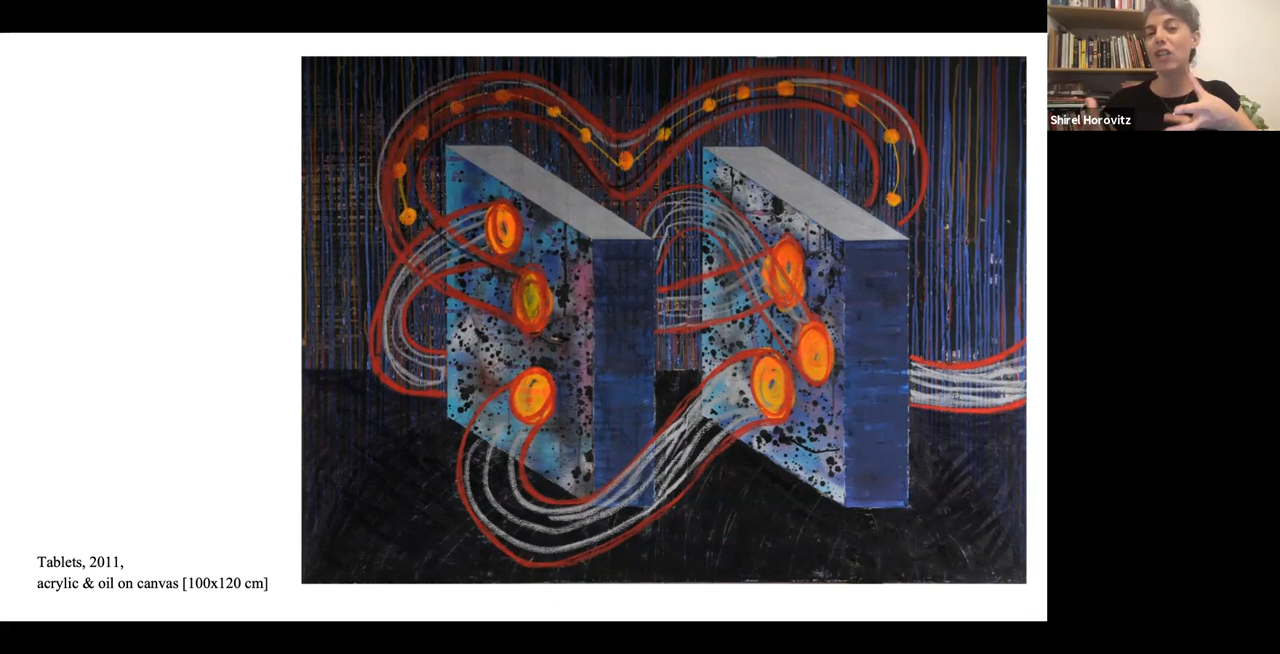 Shirel Horovitz
Tablets, 2011,
acrylic & oil on canvas [100x120 cm]